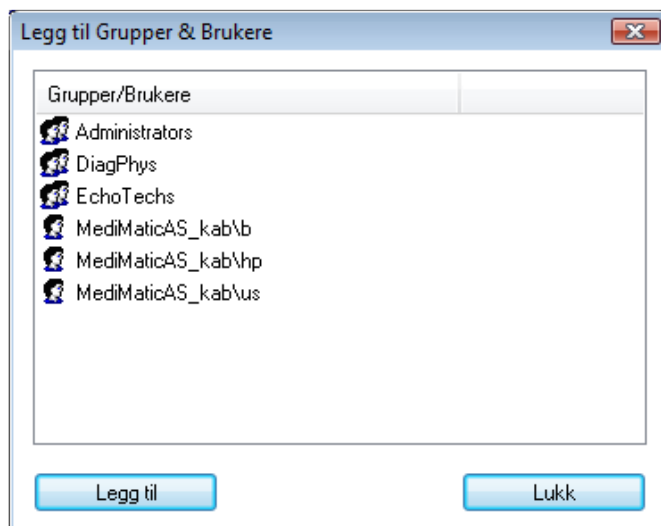 Legg til Grupper & Brukere
Grupper/Brukere
Administrators
DiagPhys
EchoTechs
MediMaticAS_kab\b
MediMaticAS_kab\hp
MediMaticAS_kab\us
Legg til
Lukk